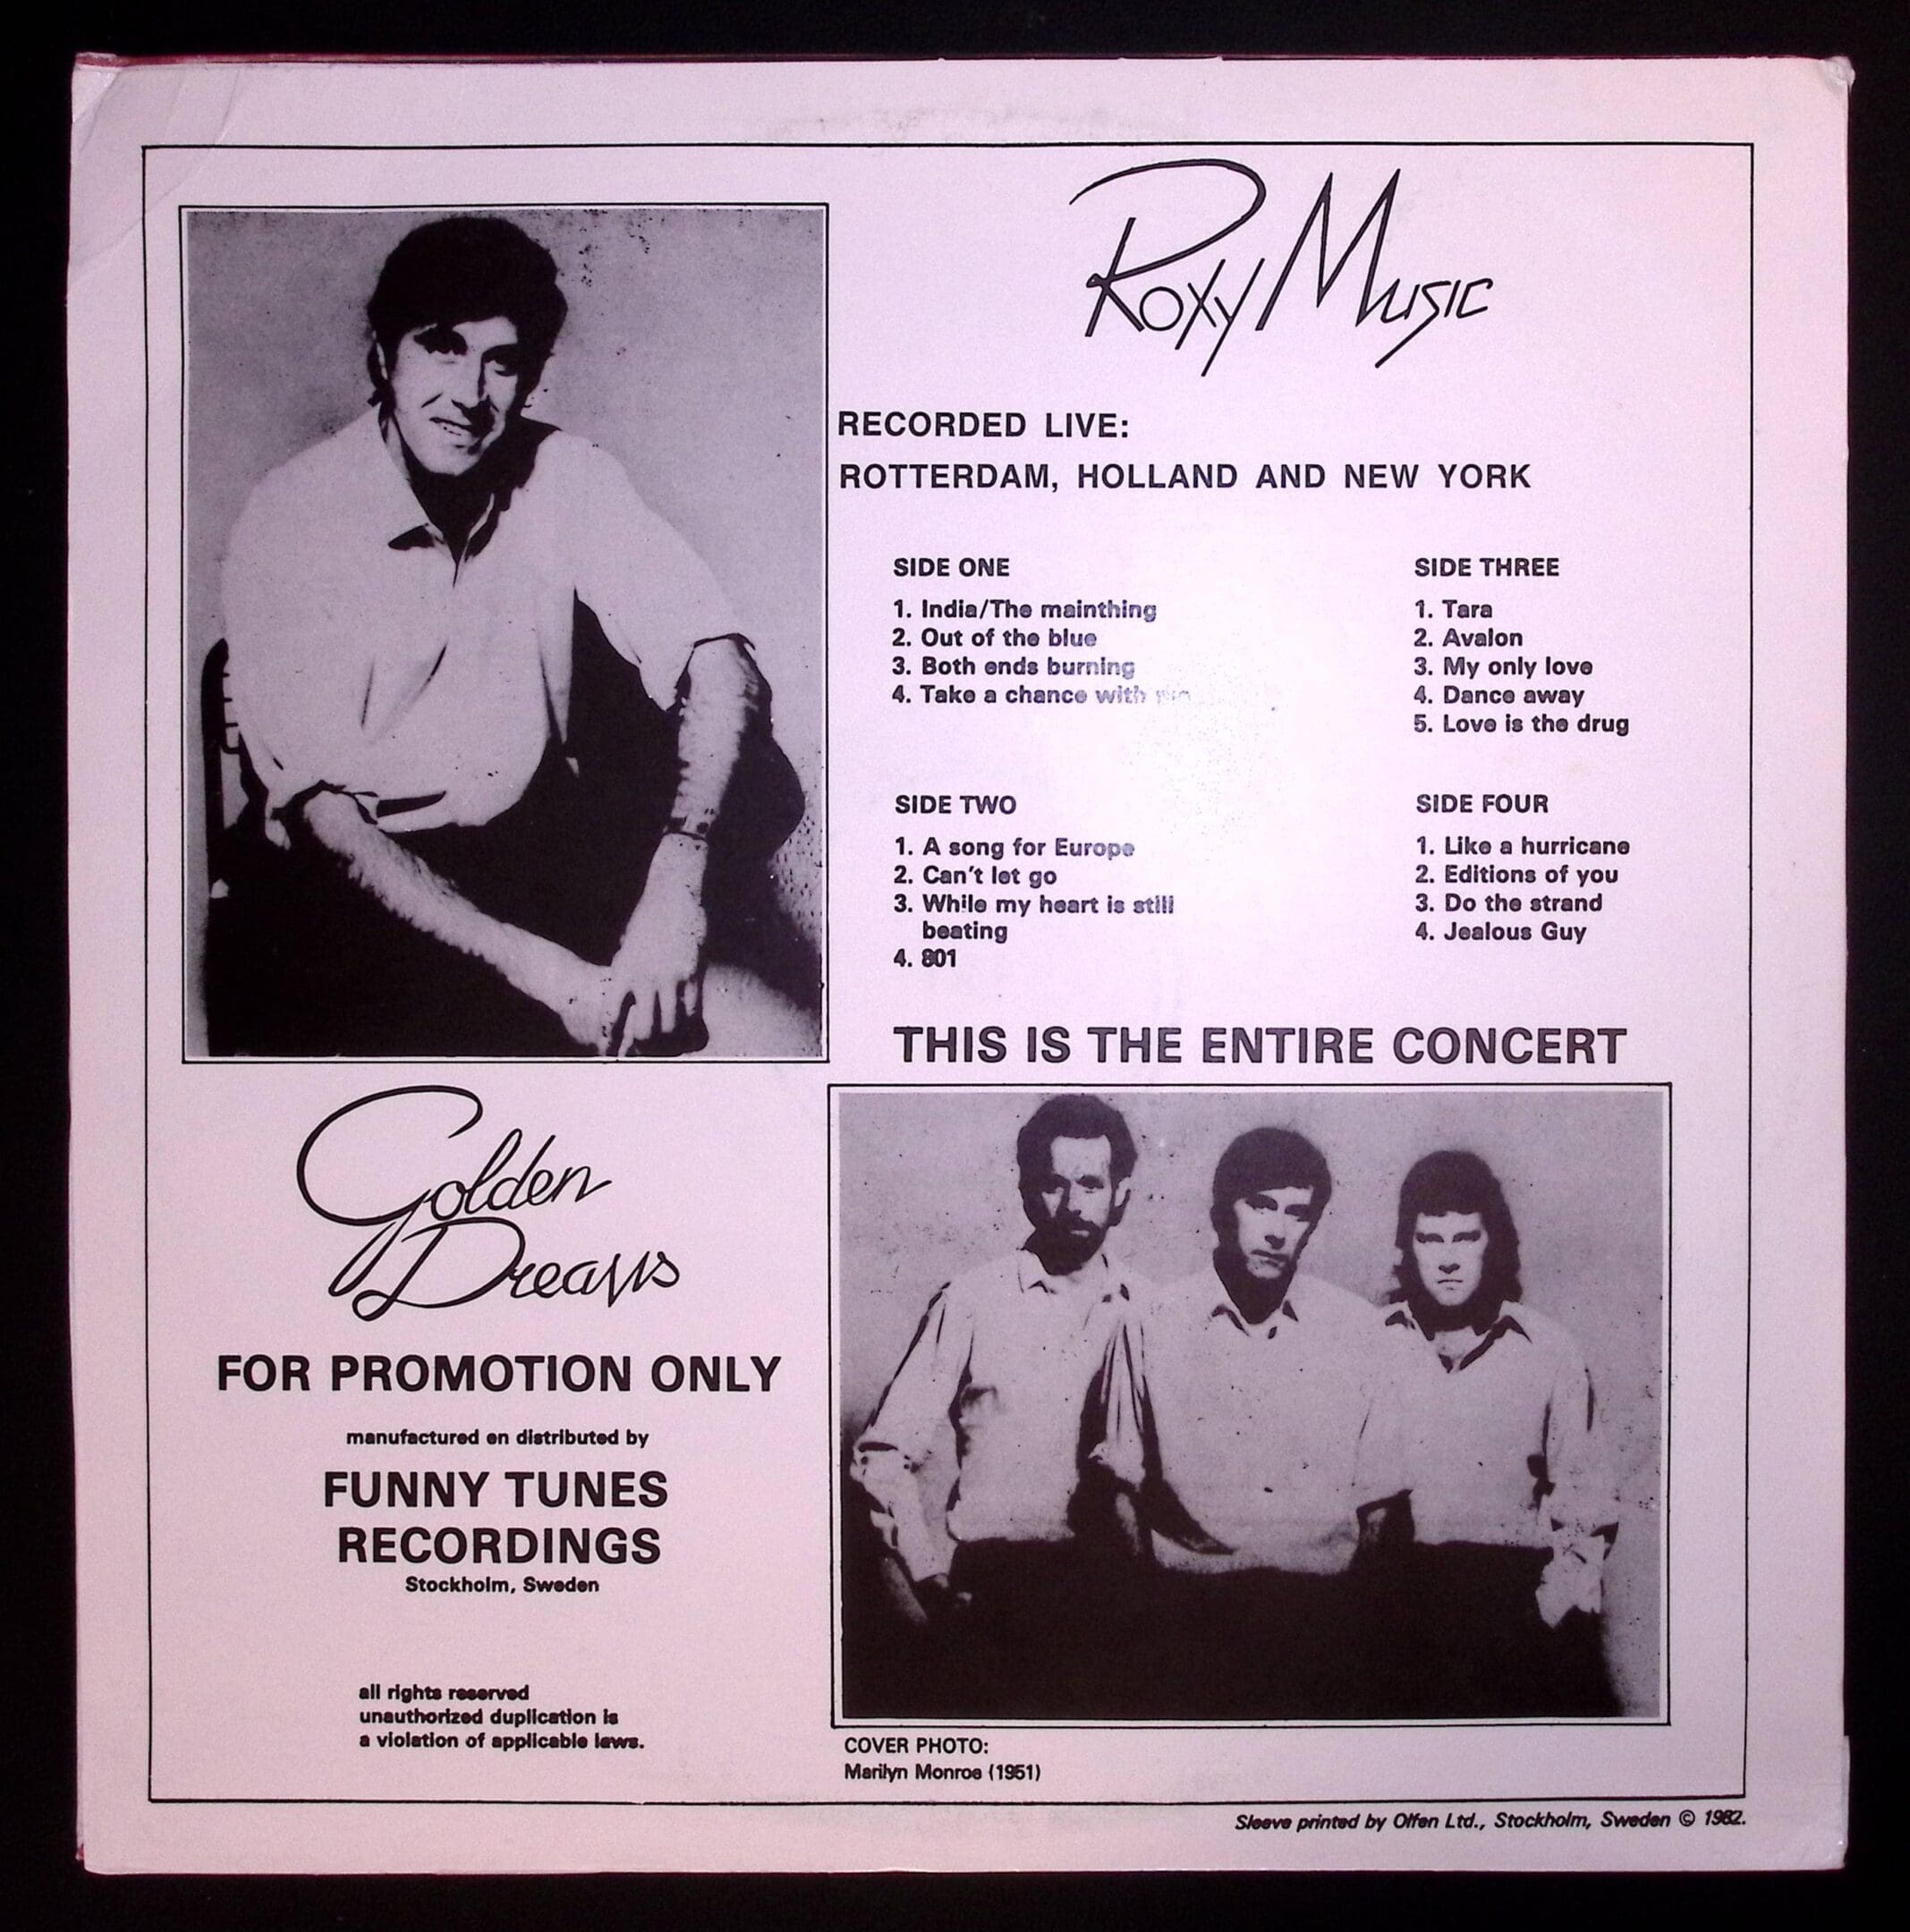 Roxy Music
RECORDED LIVE:
ROTTERDAM, HOLLAND AND NEW YORK
SIDE ONE
1. India/The mainthing
2. Out of the blue
3. Both ends burning
4. Take a chance with
SIDE TWO
1. A song for Europe
2. Can't let go
3. While my heart is still
beating
4. 801
SIDE THREE
1. Tara
2. Avalon
3. My only love
4. Dance away
5. Love is the drug
SIDE FOUR
1. Like a hurricane
2. Editions of you
3. Do the strand
4. Jealous Guy
THIS IS THE ENTIRE CONCERT
Golden
Dreams
FOR PROMOTION ONLY
manufactured en distributed by
FUNNY TUNES
RECORDINGS
Stockholm, Sweden
all rights reserved
unauthorized duplication is
a violation of applicable laws.
COVER PHOTO:
Marilyn Monroe (1951)
Sleeve printed by Offen Ltd., Stockholm, Sweden © 1982.